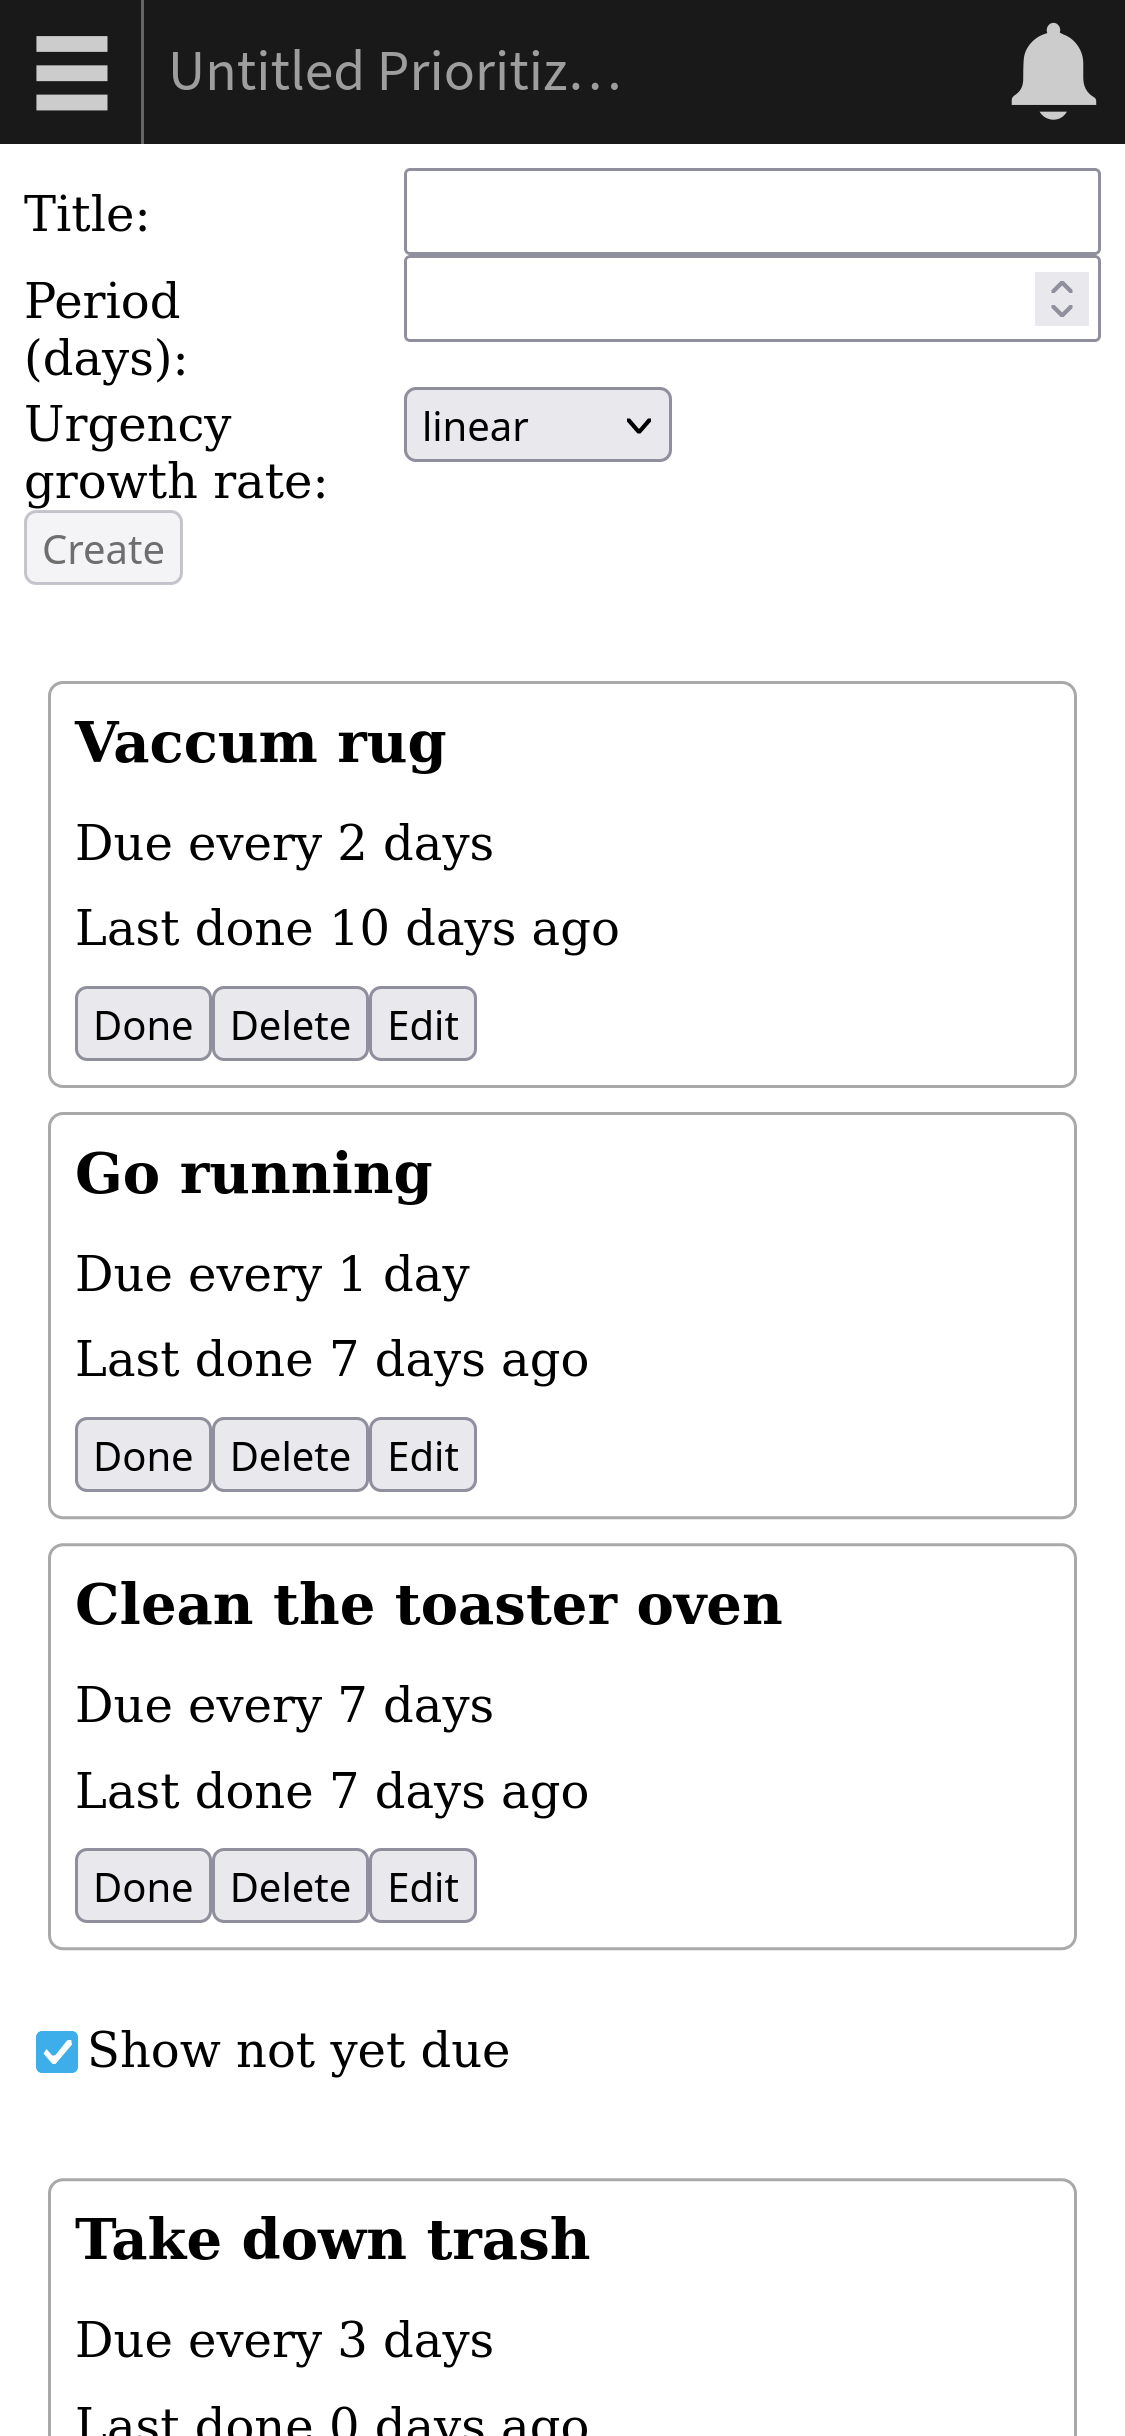 Untitled Prioritiz...
Title:
Period
(days):
Urgency
growth rate:
linear
Create
Vaccum rug
Due every 2 days
Last done 10 days ago
Done Delete Edit
Go running
Due every 1 day
Last done 7 days ago
Done Delete Edit
Clean the toaster oven
Due every 7 days
Last done 7 days ago
Done Delete Edit
Show not yet due
Take down trash
Due every 3 days
Last done 0 days ago